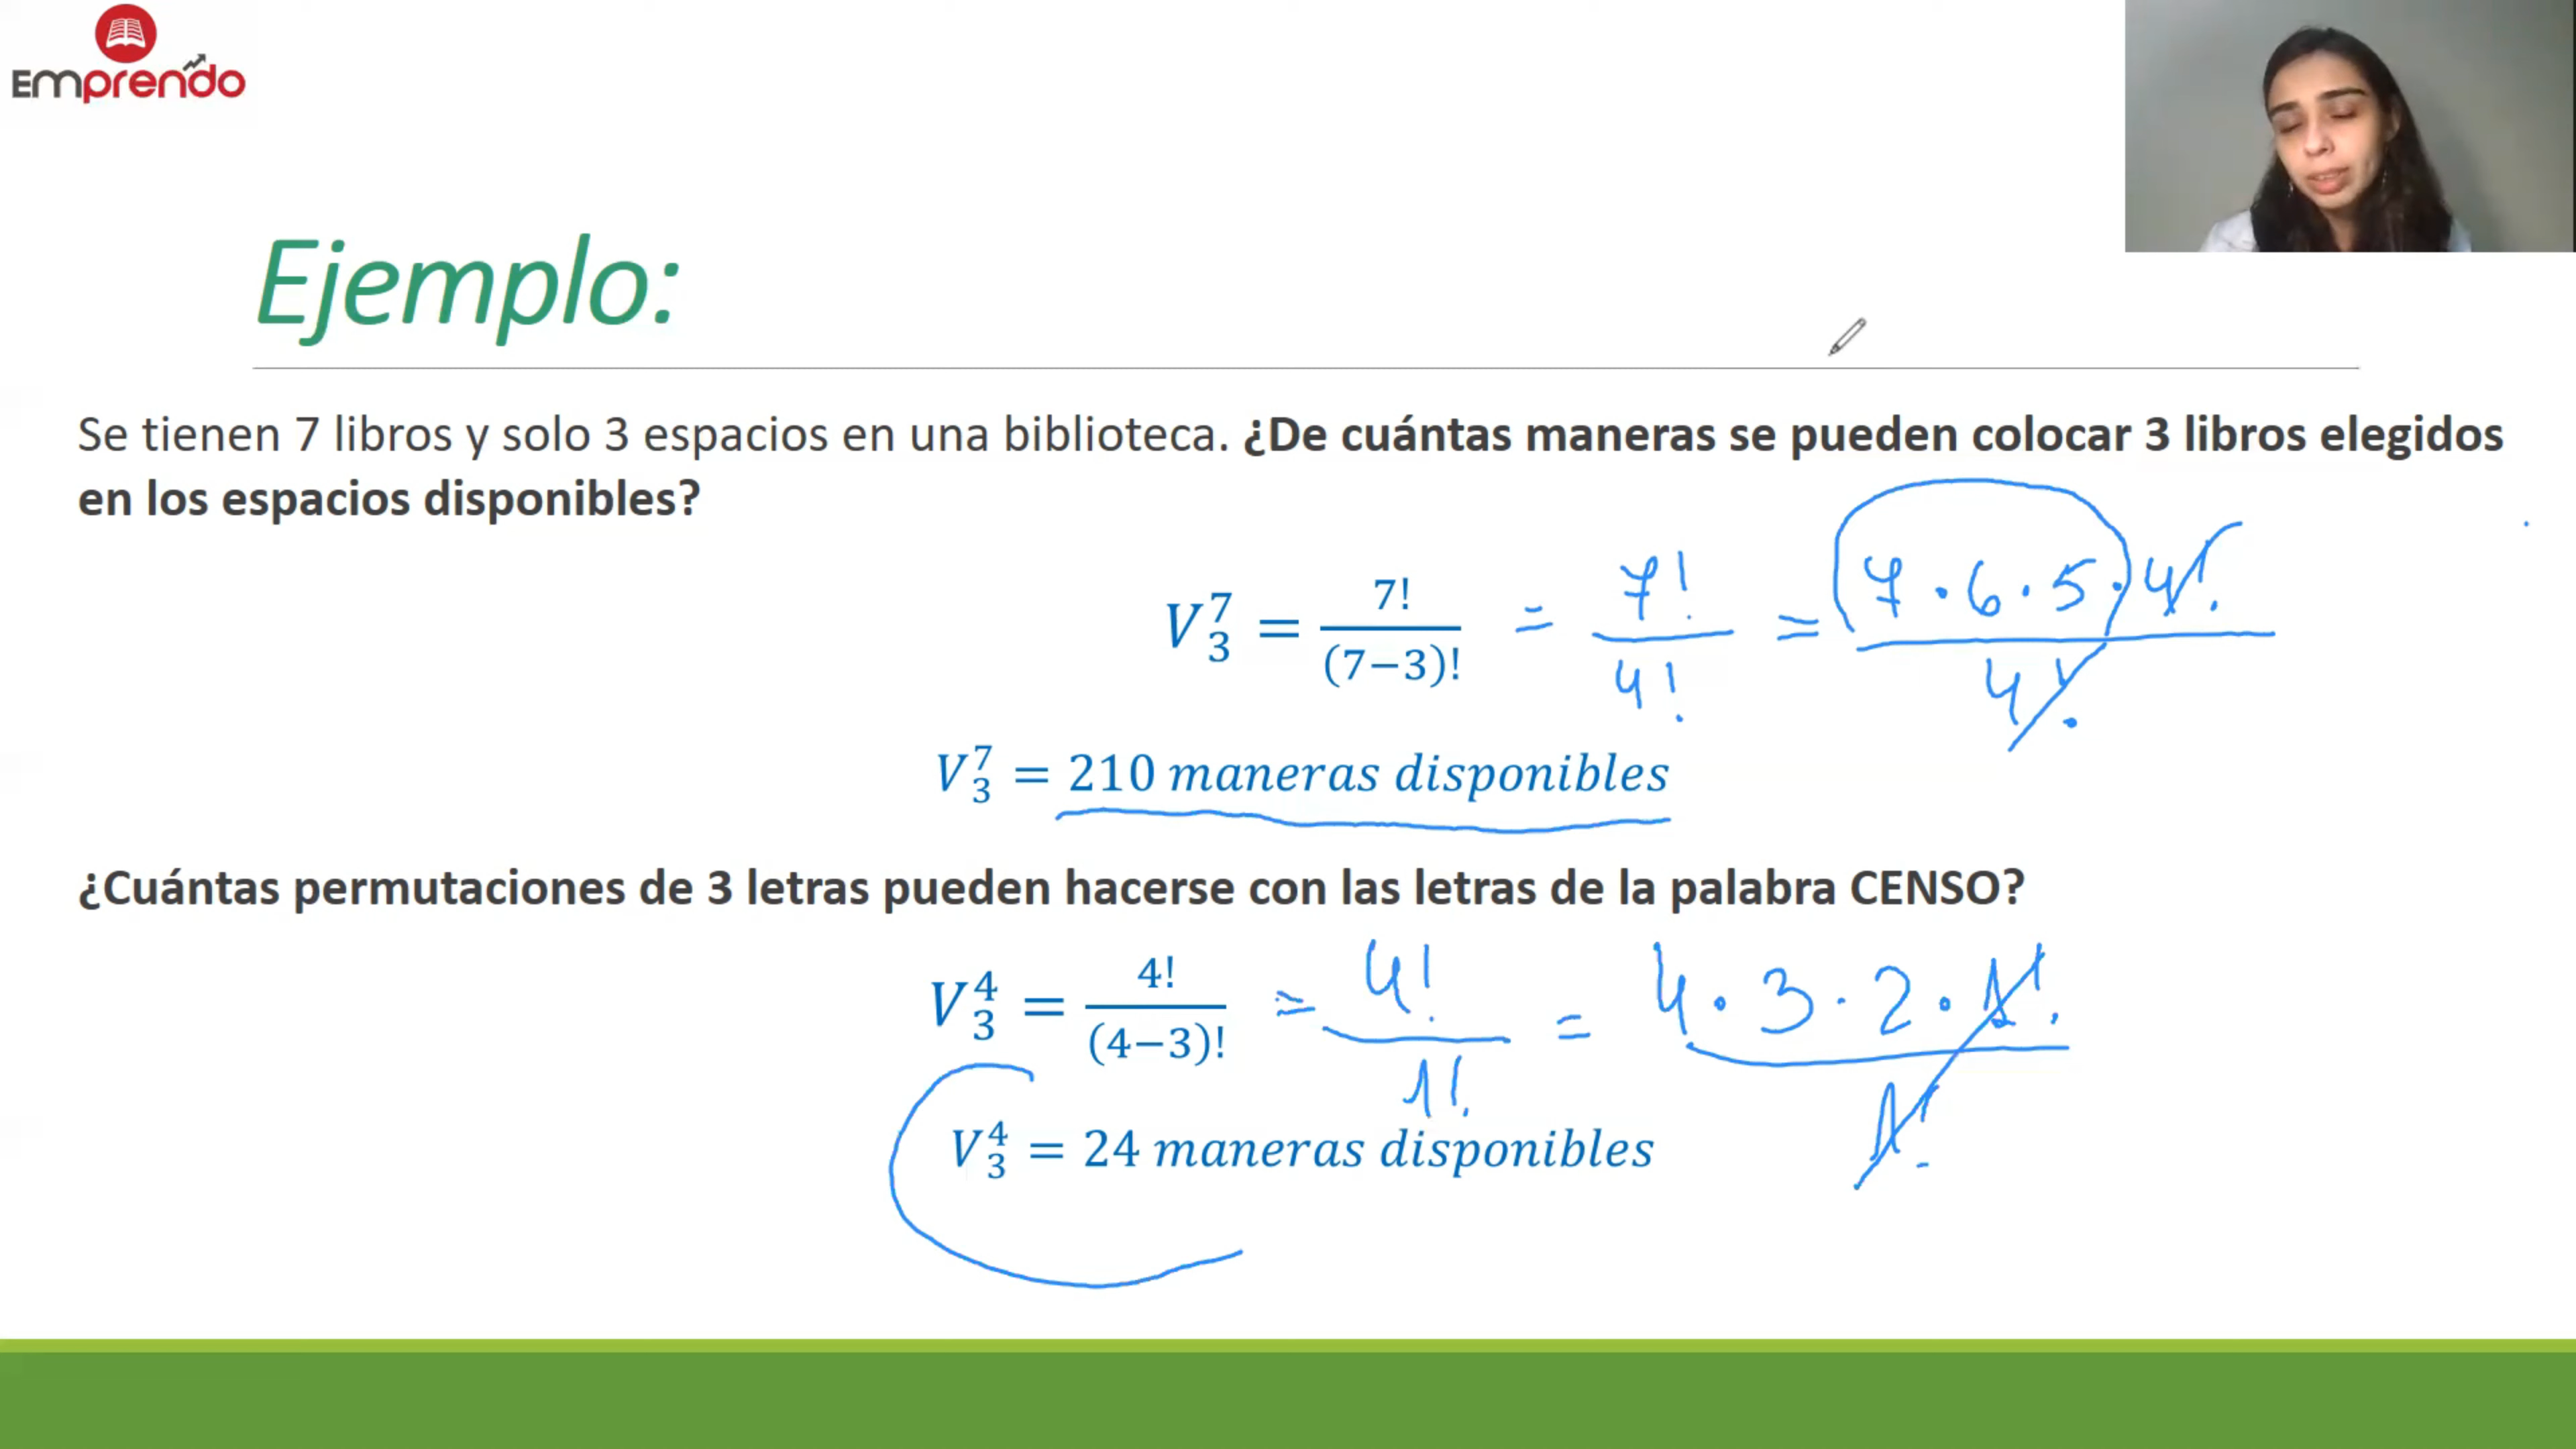 Emprendo
Ejemplo:
Se tienen 7 libros y solo 3 espacios en una biblioteca. ¿De cuántas maneras se pueden colocar 3 libros elegidos
en los espacios disponibles?
V₃⁷ = 7!/(7−3)! = 7!/4! = 7·6·5·4!/4!
V₃⁷ = 210 maneras disponibles
¿Cuántas permutaciones de 3 letras pueden hacerse con las letras de la palabra CENSO?
V₃⁴ = 4!/(4−3)! = 4!/1! = 4·3·2·1!/1!
V₃⁴ = 24 maneras disponibles